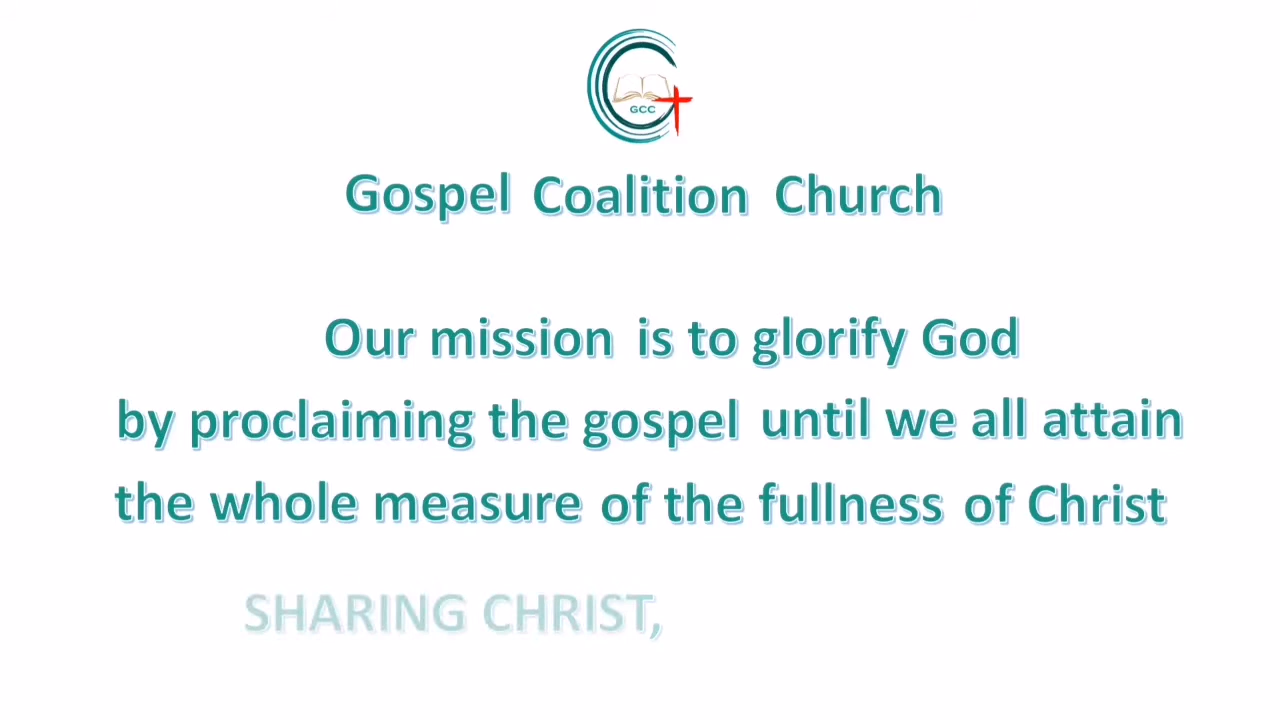 GCC
Gospel Coalition Church
Our mission is to glorify God
by proclaiming the gospel until we all attain
the whole measure of the fullness of Christ
SHARING CHRIST,